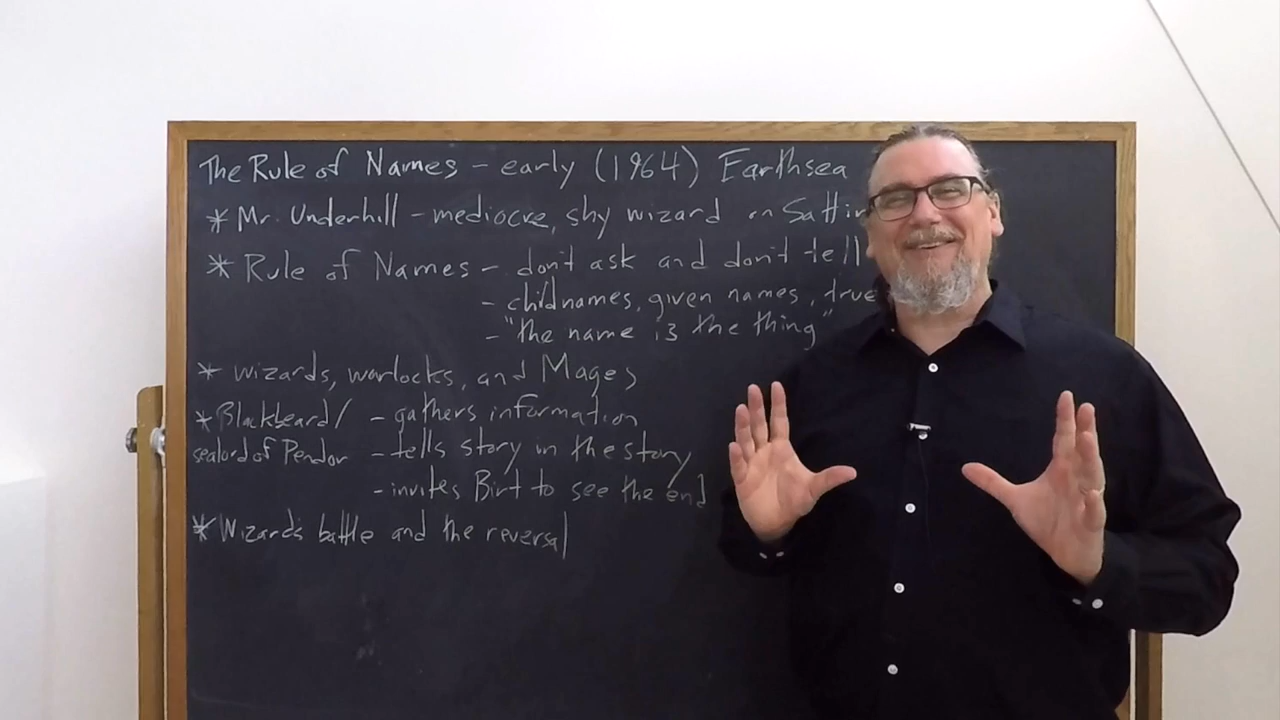 The Rule of Names - early (1964) Earthsea
* Mr. Underhill - mediocre, shy wizard on Sattin
* Rule of Names - don't ask and don't tell
- childnames, given names, true
- "the name is the thing"
* wizards, warlocks, and Mages
* Blackbeard/ - gathers information
sealord of Pendor - tells story in the story
- invites Birt to see the end
* Wizard's battle and the reversal